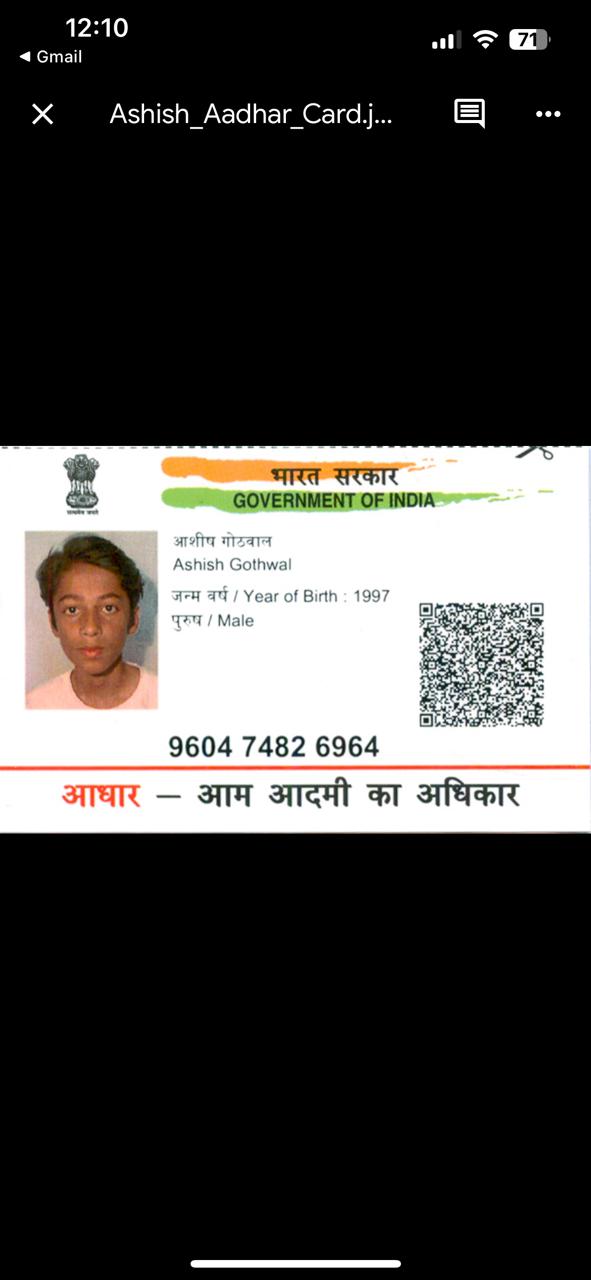 12:10
71
◀ Gmail
Ashish_Aadhar_Card.j...
भारत सरकार
GOVERNMENT OF INDIA
सत्यमेव जयते
आशीष गोठवाल
Ashish Gothwal
जन्म वर्ष / Year of Birth : 1997
पुरुष / Male
9604 7482 6964
आधार — आम आदमी का अधिकार